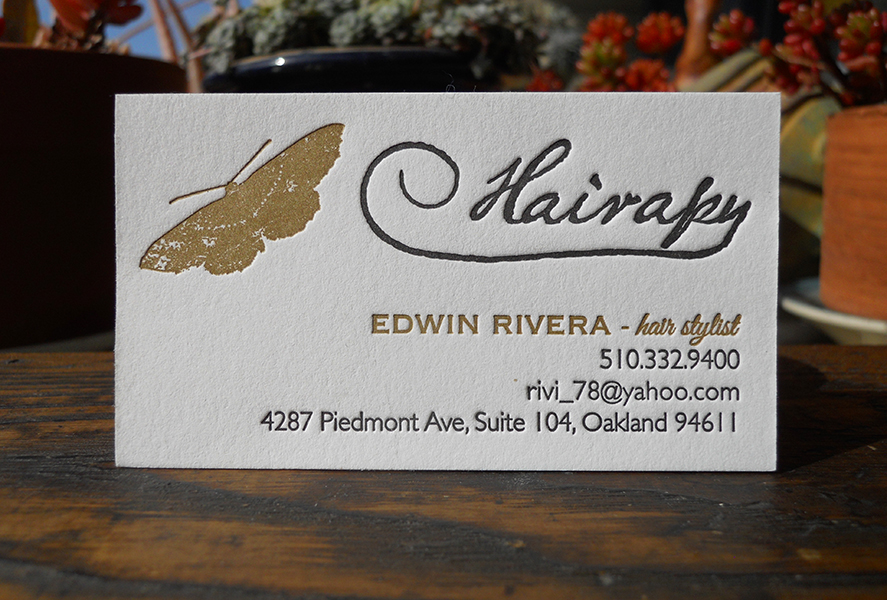 Hairapy
EDWIN RIVERA - hair stylist
510.332.9400
rivi_78@yahoo.com
4287 Piedmont Ave, Suite 104, Oakland 94611